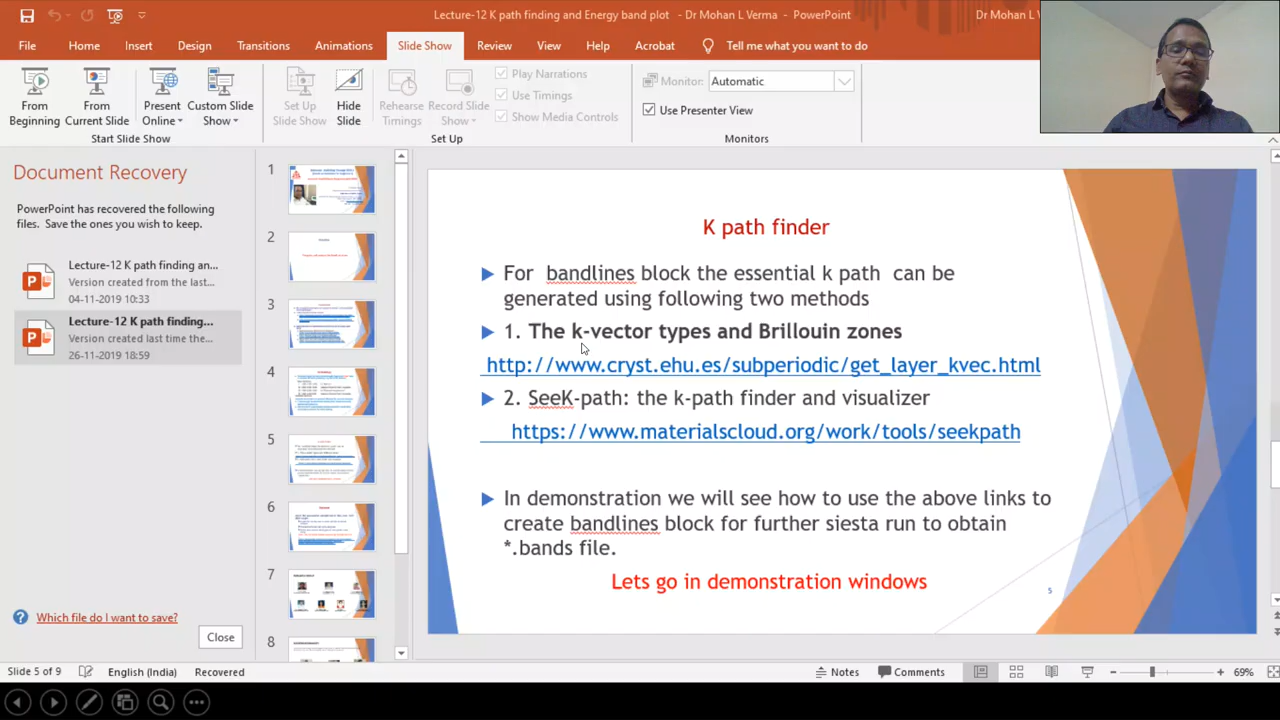 Lecture-12 K path finding and Energy band plot - Dr Mohan L Verma - PowerPoint
Dr Mohan L V
File Home Insert Design Transitions Animations Slide Show Review View Help Acrobat Tell me what you want to do
From Beginning
From Current Slide
Present Online
Custom Slide Show
Set Up Slide Show
Hide Slide
Rehearse Timings
Record Slide Show
Play Narrations
Use Timings
Show Media Controls
Monitor: Automatic
Use Presenter View
Start Slide Show
Set Up
Monitors
Document Recovery
PowerPoint has recovered the following
files. Save the ones you wish to keep.
Lecture-12 K path finding an...
Version created from the last...
04-11-2019 10:33
Lecture-12 K path finding...
Version created last time the...
26-11-2019 18:59
Which file do I want to save?
Close
1
2
3
4
5
6
7
8
K path finder
For bandlines block the essential k path can be
generated using following two methods
1. The k-vector types and Brillouin zones
http://www.cryst.ehu.es/subperiodic/get_layer_kvec.html
2. SeeK-path: the k-path finder and visualizer
https://www.materialscloud.org/work/tools/seekpath
In demonstration we will see how to use the above links to
create bandlines block for further siesta run to obtain
*.bands file.
Lets go in demonstration windows
5
Slide 5 of 9 English (India) Recovered Notes Comments 69%